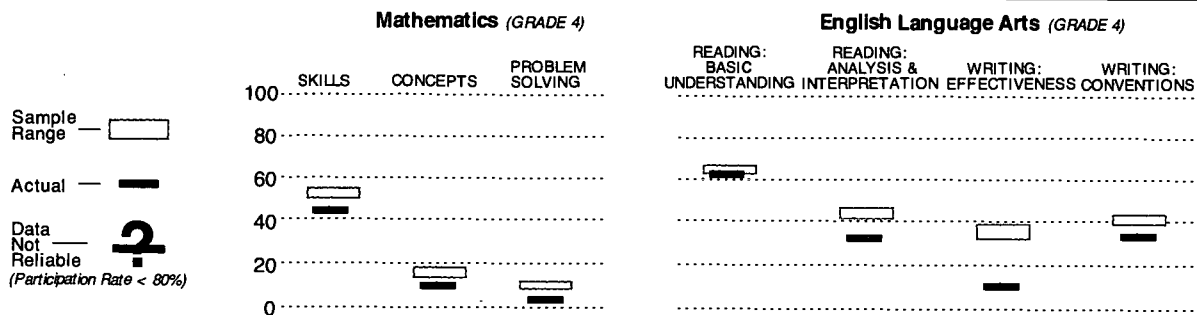 Mathematics (GRADE 4)
English Language Arts (GRADE 4)
SKILLS
CONCEPTS
PROBLEM
SOLVING
READING:
BASIC
UNDERSTANDING
READING:
ANALYSIS &
INTERPRETATION
WRITING:
EFFECTIVENESS
WRITING:
CONVENTIONS
100
80
60
40
20
0
Sample
Range
Actual
Data
Not
Reliable
?
(Participation Rate < 80%)